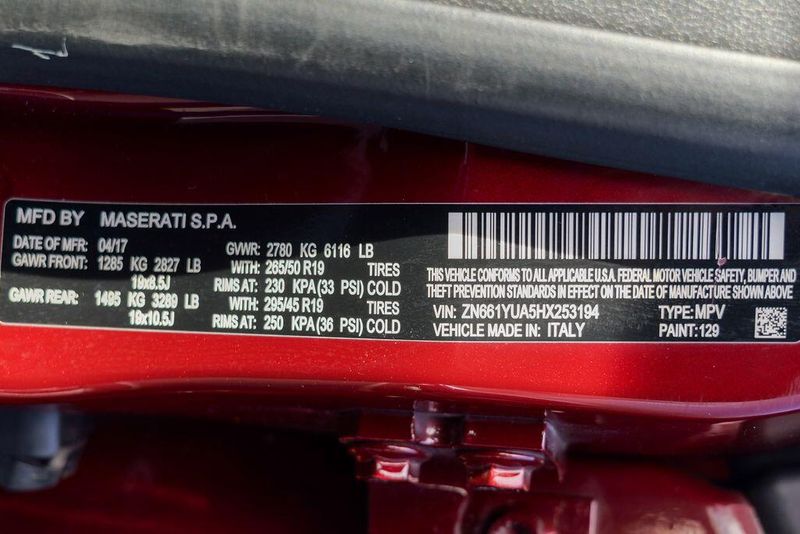 MFD BY MASERATI S.P.A.
DATE OF MFR: 04/17 GVWR: 2780 KG 6116 LB
GAWR FRONT: 1285 KG 2827 LB WITH: 265/50 R19 TIRES
19x8.5J RIMS AT: 230 KPA (33 PSI) COLD
GAWR REAR: 1495 KG 3289 LB WITH: 295/45 R19 TIRES
19x10.5J RIMS AT: 250 KPA(36 PSI) COLD
THIS VEHICLE CONFORMS TO ALL APPLICABLE U.S.A. FEDERAL MOTOR VEHICLE SAFETY, BUMPER AND
THEFT PREVENTION STANDARDS IN EFFECT ON THE DATE OF MANUFACTURE SHOWN ABOVE
VIN: ZN661YUA5HX253194 TYPE: MPV
VEHICLE MADE IN: ITALY PAINT: 129